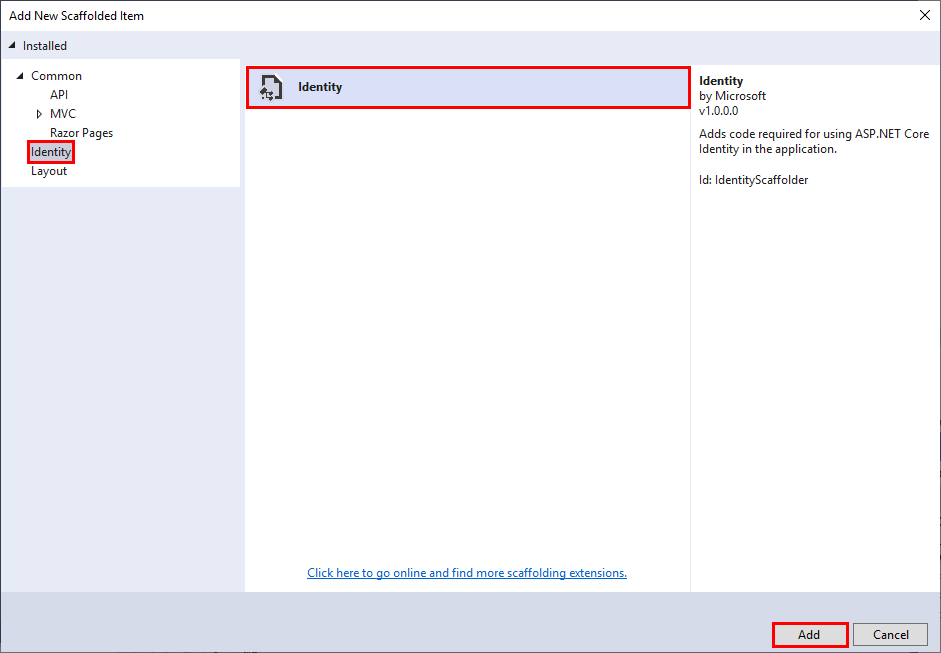 Add New Scaffolded Item
Installed
Common
API
MVC
Razor Pages
Identity
Layout
Identity
Click here to go online and find more scaffolding extensions.
Identity
by Microsoft
v1.0.0.0
Adds code required for using ASP.NET Core
Identity in the application.
Id: IdentityScaffolder
Add
Cancel